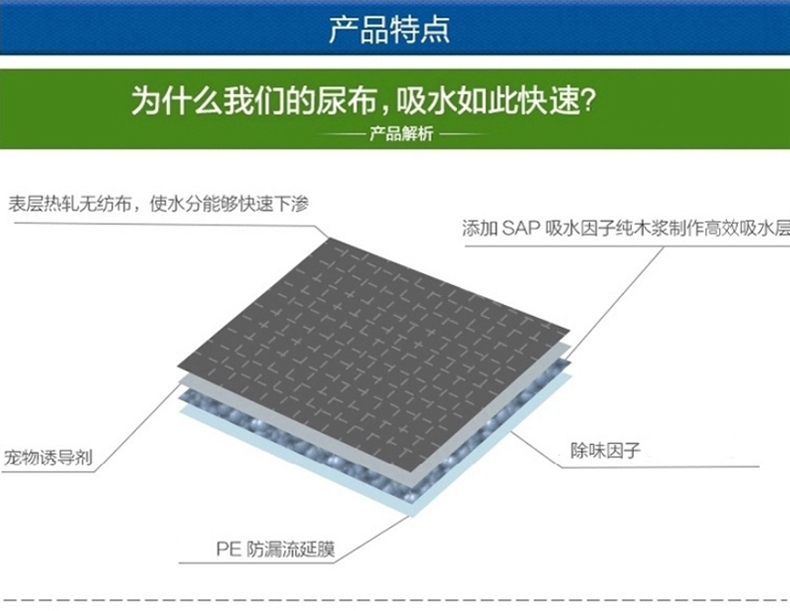 产品特点
为什么我们的尿布，吸水如此快速？
产品解析
表层热轧无纺布，使水分能够快速下渗
添加 SAP 吸水因子纯木浆制作高效吸水层
宠物诱导剂
除味因子
PE 防漏流延膜